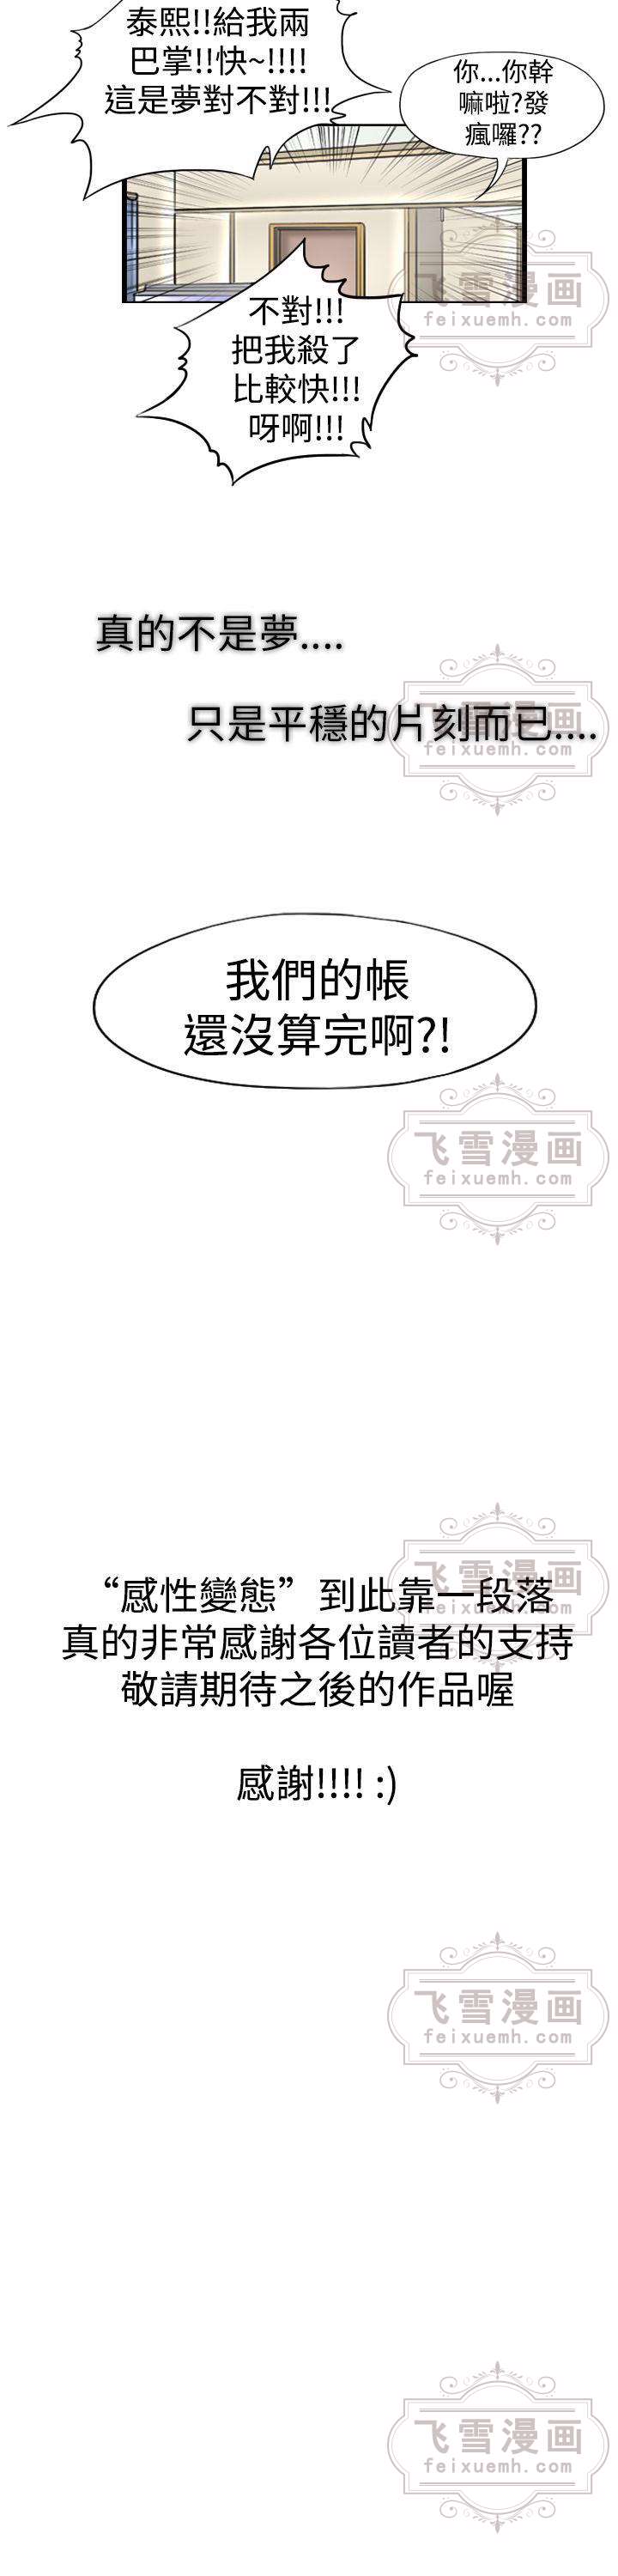 泰熙!!給我兩
巴掌!!快~!!!!
這是夢對不對!!!
你...你幹
嘛啦?發
瘋囉??
飞雪漫画
feixuemh.com
不對!!!
把我殺了
比較快!!!
呀啊!!!
真的不是夢....
只是平穩的片刻而已....
飞雪漫画
feixuemh.com
我們的帳
還沒算完啊?!
飞雪漫画
feixuemh.com
飞雪漫画
feixuemh.com
“感性變態”到此靠一段落
真的非常感謝各位讀者的支持
敬請期待之後的作品喔
感謝!!!! :)
飞雪漫画
feixuemh.com
飞雪漫画
feixuemh.com